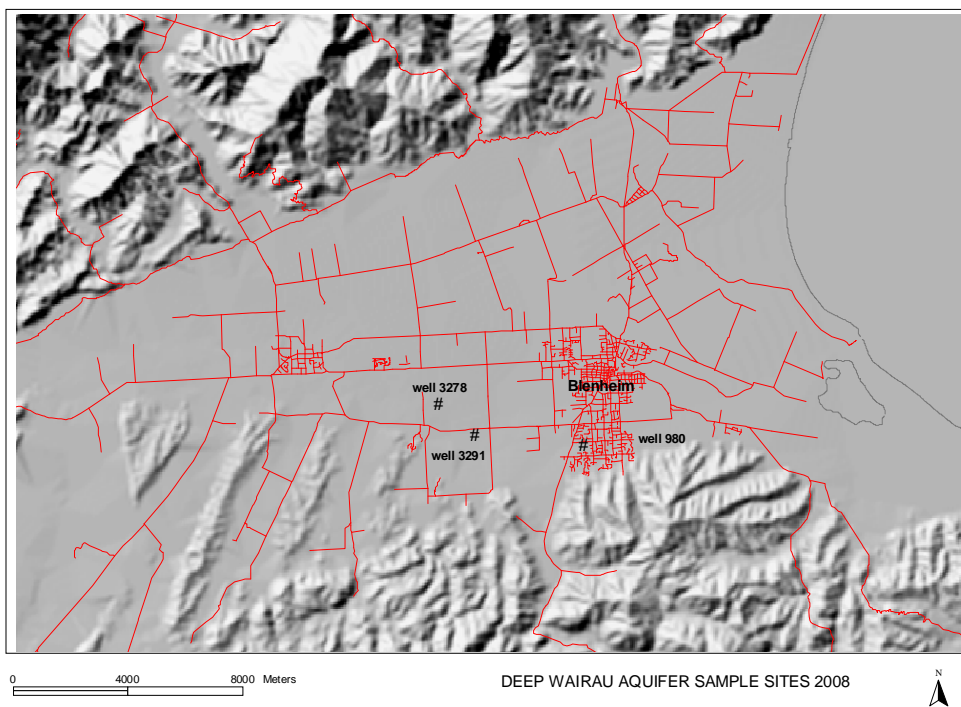 Blenheim
well 3278
#
#
well 3291
#
well 980
0 4000 8000 Meters
DEEP WAIRAU AQUIFER SAMPLE SITES 2008
N